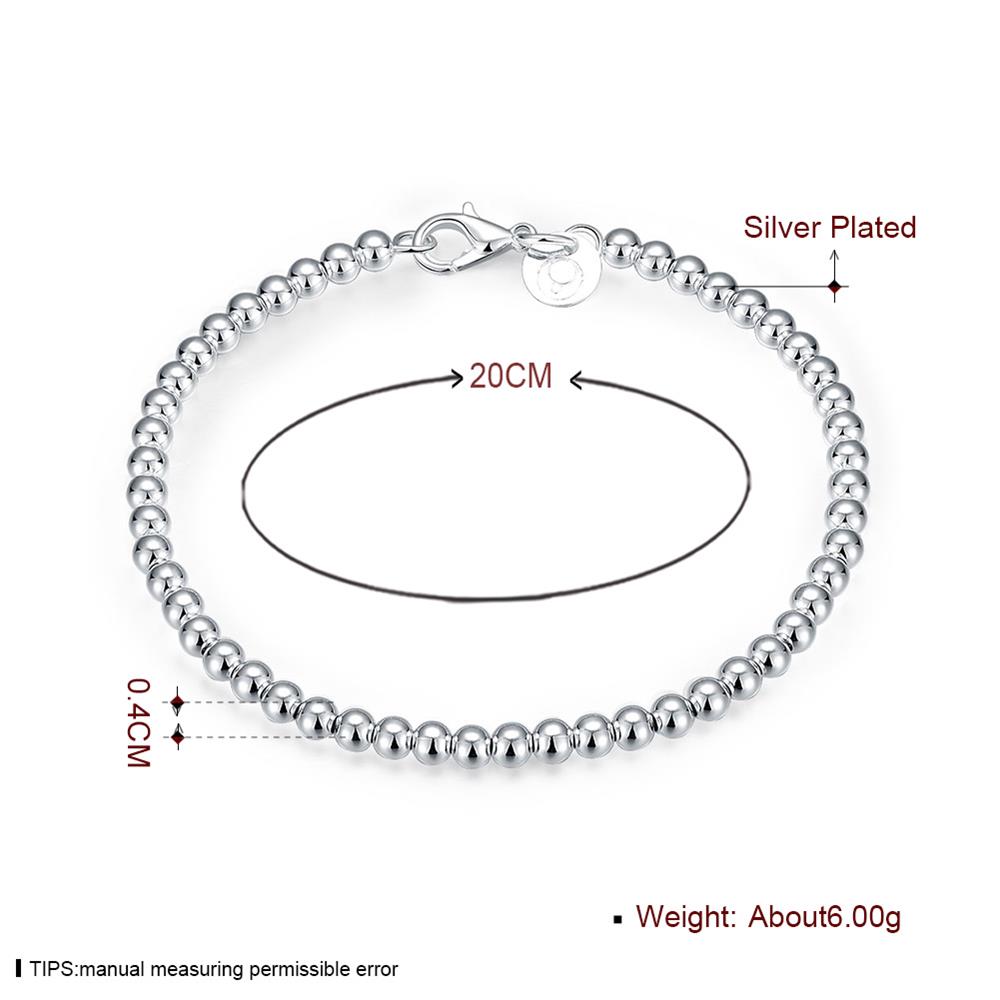 Silver Plated
20CM
0.4CM
▪ Weight: About6.00g
TIPS:manual measuring permissible error